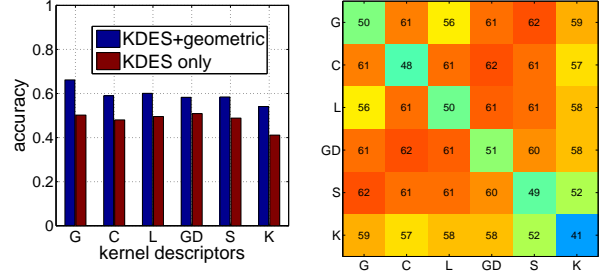 1
0.8
0.6
0.4
0.2
0
accuracy
KDES+geometric
KDES only
G C L GD S K
kernel descriptors
G 50 61 56 61 62 59
C 61 48 61 62 61 57
L 56 61 50 61 61 58
GD 61 62 61 51 60 58
S 62 61 61 60 49 52
K 59 57 58 58 52 41
G C L GD S K